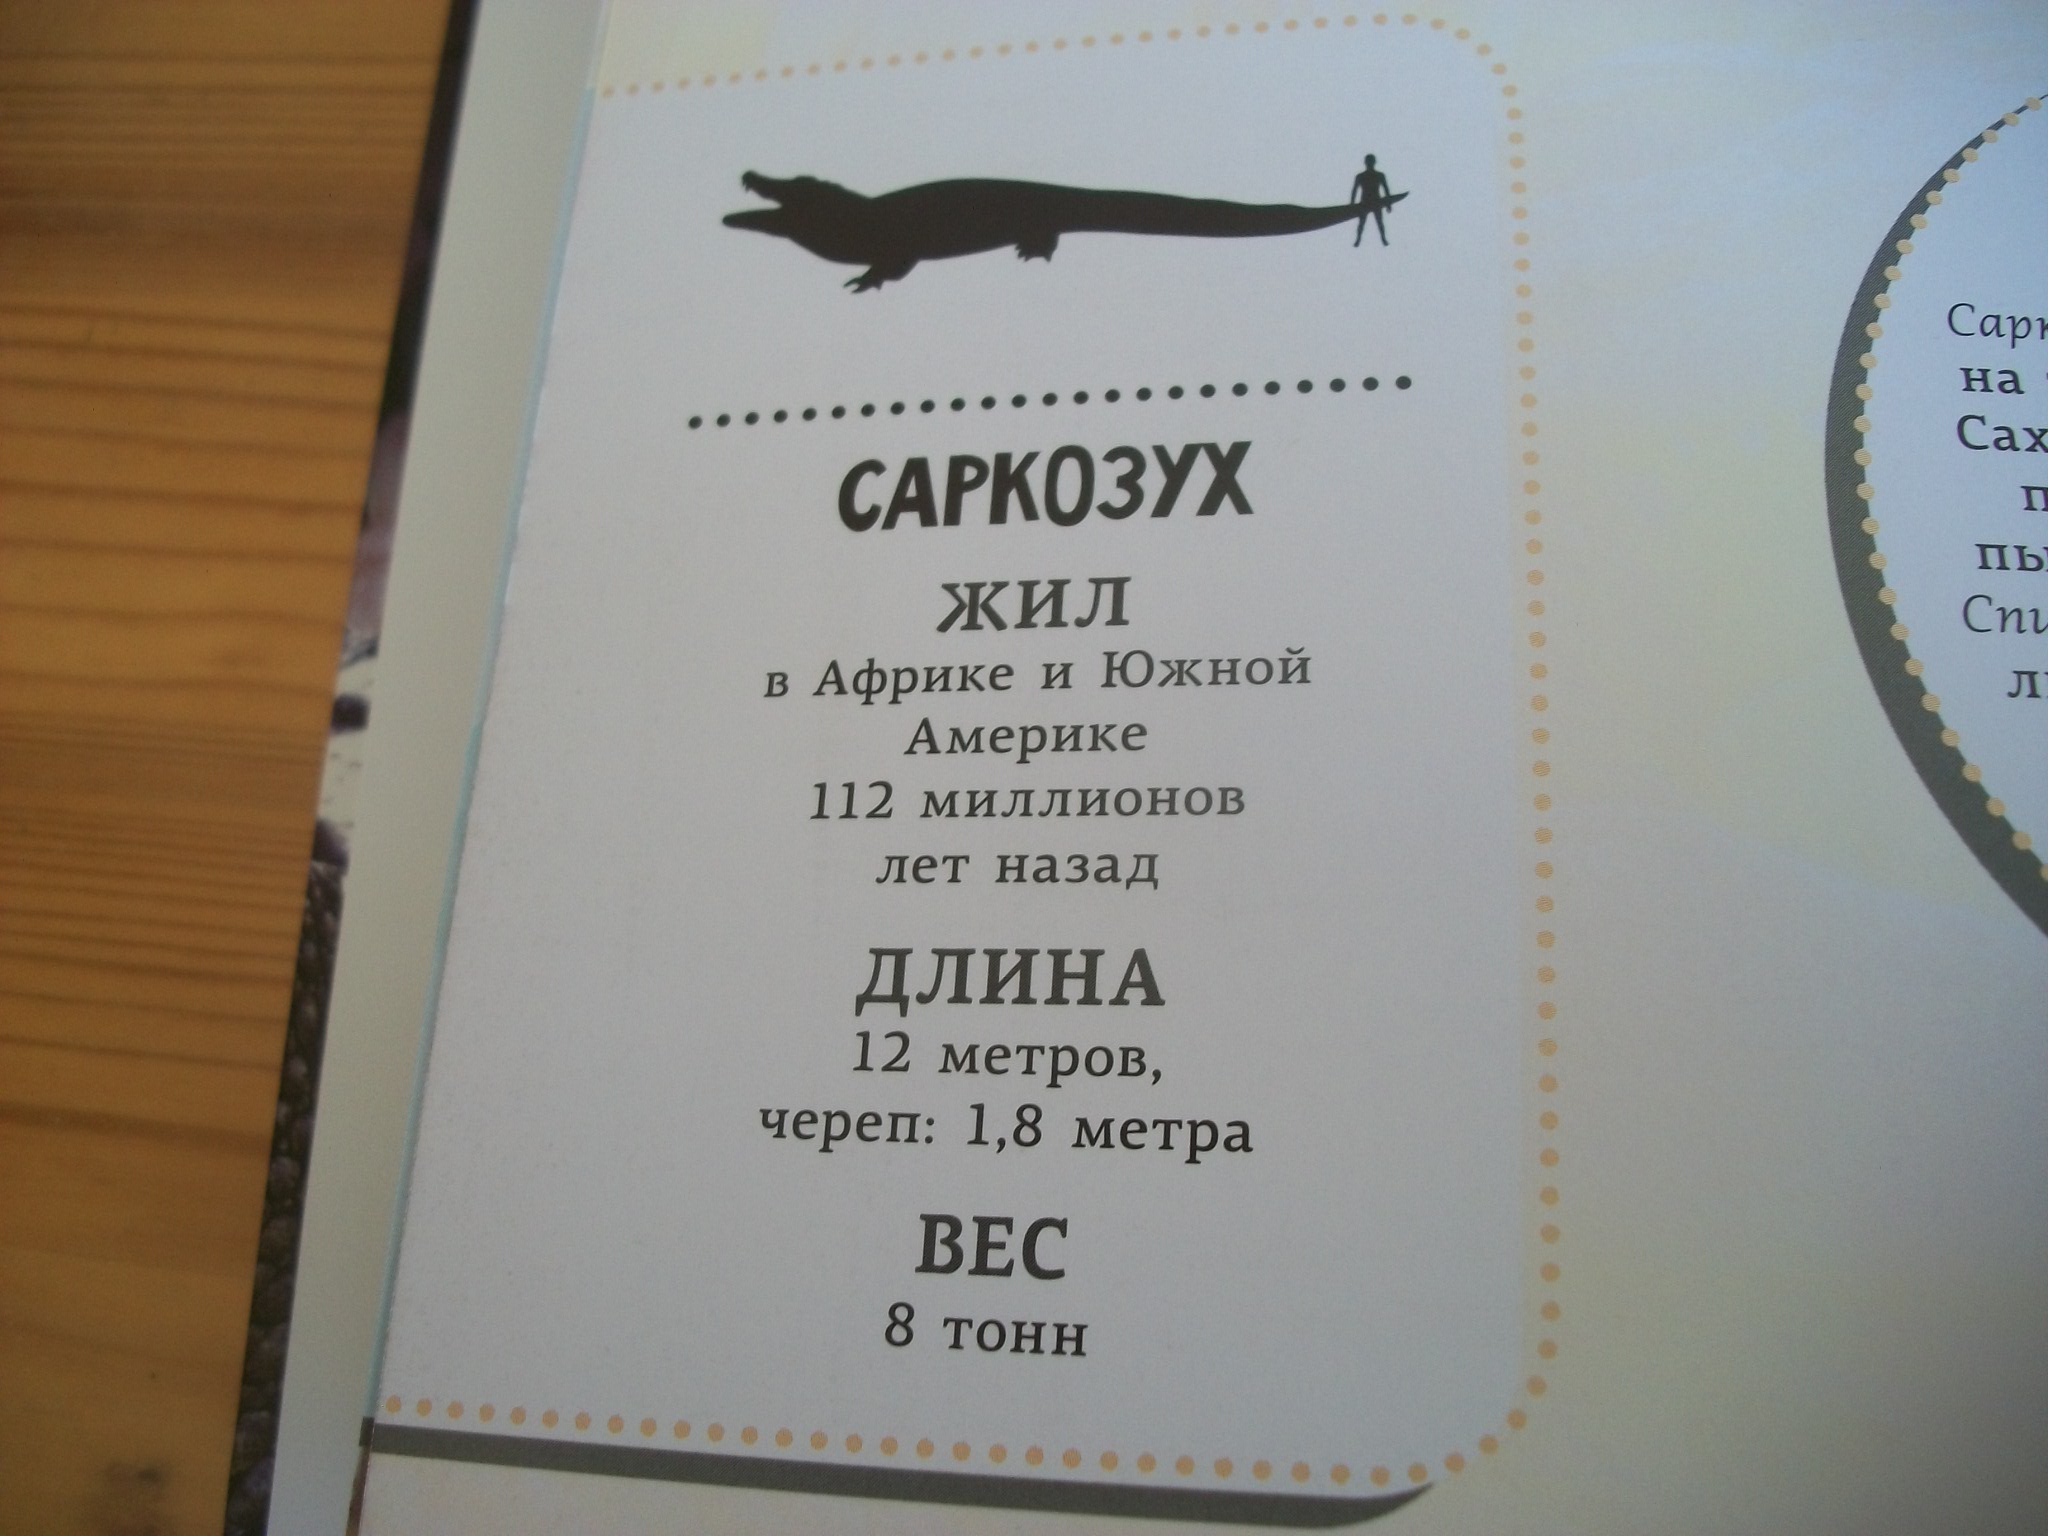 САРКОЗУХ
ЖИЛ
в Африке и Южной
Америке
112 миллионов
лет назад
ДЛИНА
12 метров,
череп: 1,8 метра
ВЕС
8 тонн
на